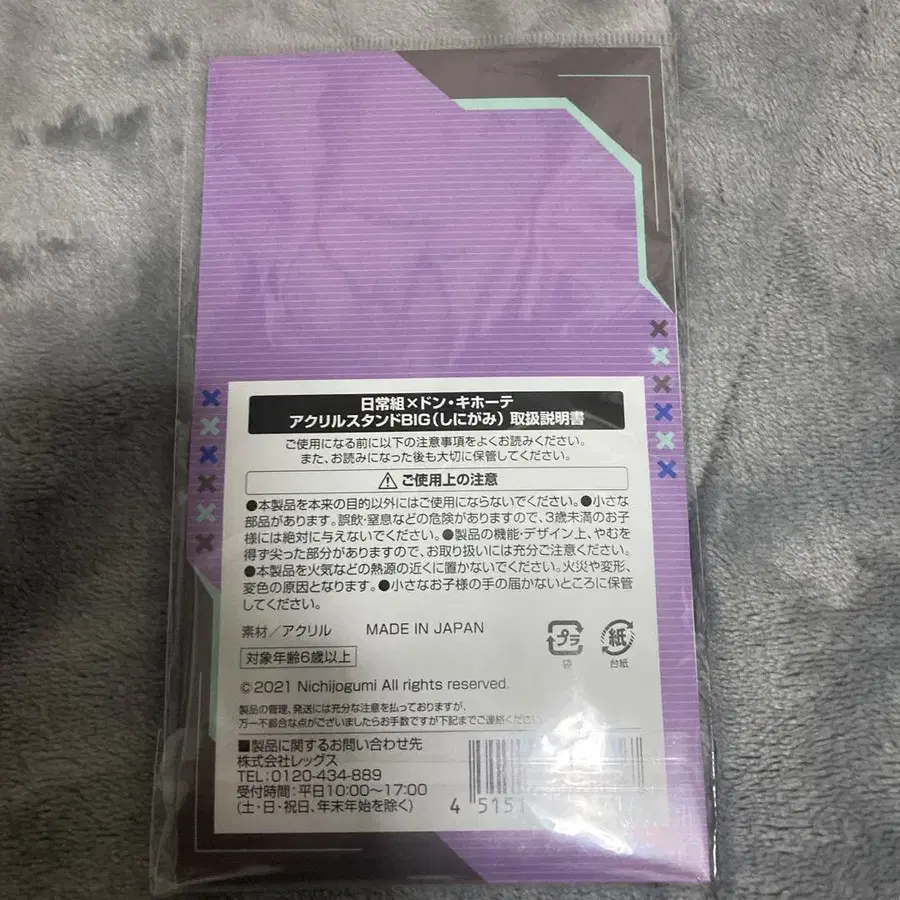 日常組×ドン・キホーテ
アクリルスタンドBIG(しにがみ) 取扱説明書
ご使用になる前に以下の注意事項をよくお読みください。
また、お読みになった後も大切に保管してください。
ご使用上の注意
●本製品を本来の目的以外にはご使用にならないでください。●小さな
部品があります。誤飲・窒息などの危険がありますので、3歳未満のお子
様には絶対に与えないでください。●製品の機能・デザイン上、やむを
得ず尖った部分がありますので、お取り扱いには充分ご注意ください。
●本製品を火気などの熱源の近くに置かないでください。火災や変形、
変色の原因となります。●小さなお子様の手の届かないところに保管
してください。
素材/アクリル MADE IN JAPAN
プラ 紙
袋 台紙
対象年齢6歳以上
©2021 Nichijogumi All rights reserved.
製品の管理、発送には充分な注意を払っておりますが、
万一不都合な点がございましたらお手数ですが下記までご連絡ください
■製品に関するお問い合わせ先
株式会社レッグス
TEL:0120-434-889
受付時間:平日10:00〜17:00
(土・日・祝日、年末年始を除く)
4 5151